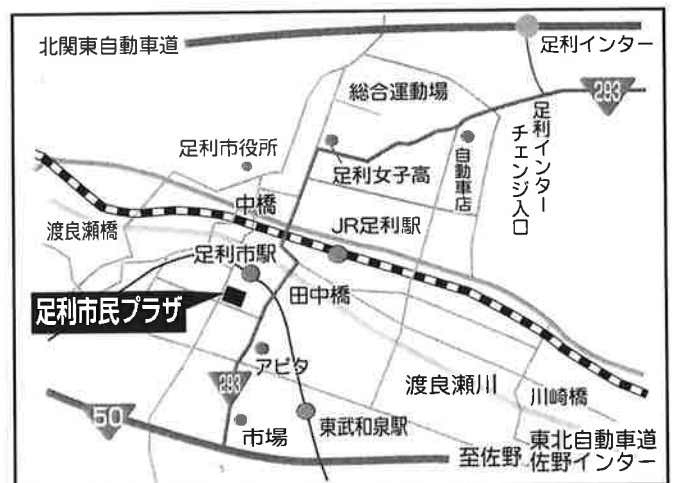 北関東自動車道
足利インター
293
総合運動場
足利インター
チェンジ入口
足利市役所
足利女子高
自動車店
中橋
JR足利駅
渡良瀬橋
足利市駅
田中橋
足利市民プラザ
アピタ
293
渡良瀬川
川崎橋
50
市場
東武和泉駅
至佐野
東北自動車道
佐野インター